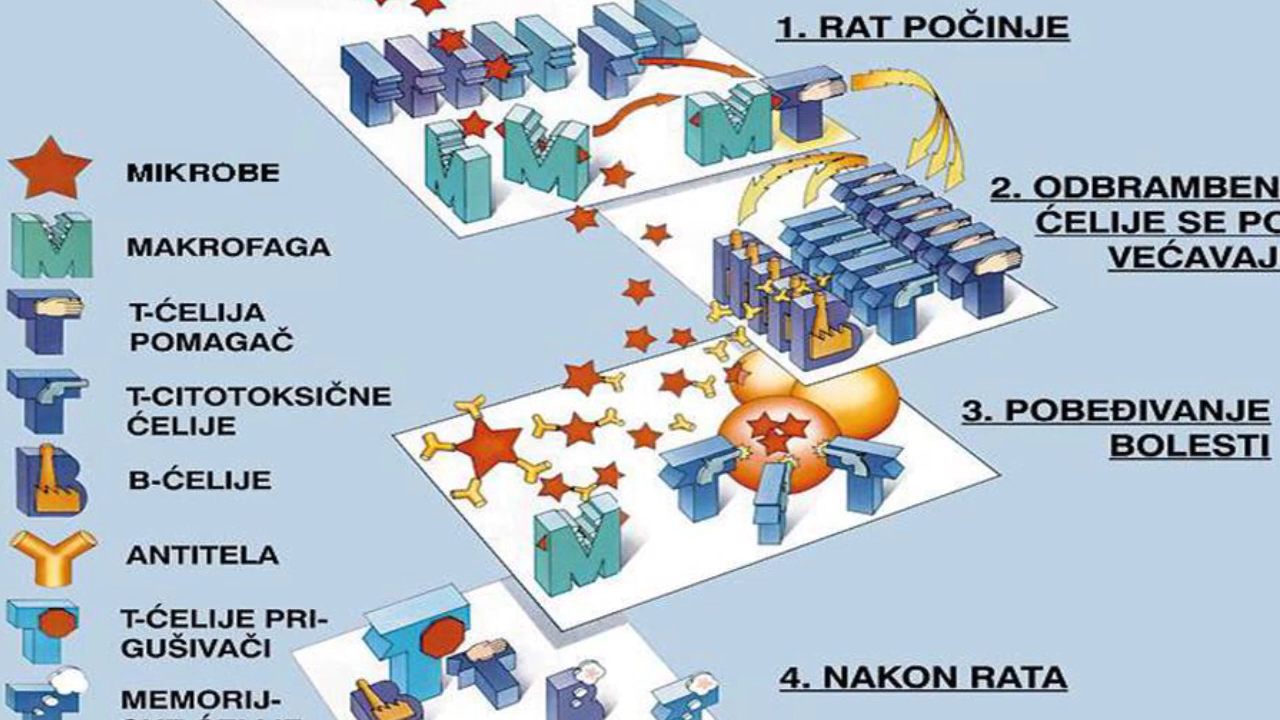 1. RAT POČINJE
MIKROBE
MAKROFAGA
T-ĆELIJA
POMAGAČ
T-CITOTOKSIČNE
ĆELIJE
B-ĆELIJE
ANTITELA
T-ĆELIJE PRI-
GUŠIVAČI
MEMORIJ-
2. ODBRAMBEN
ĆELIJE SE PO
VEĆAVAJ
3. POBEĐIVANJE
BOLESTI
4. NAKON RATA